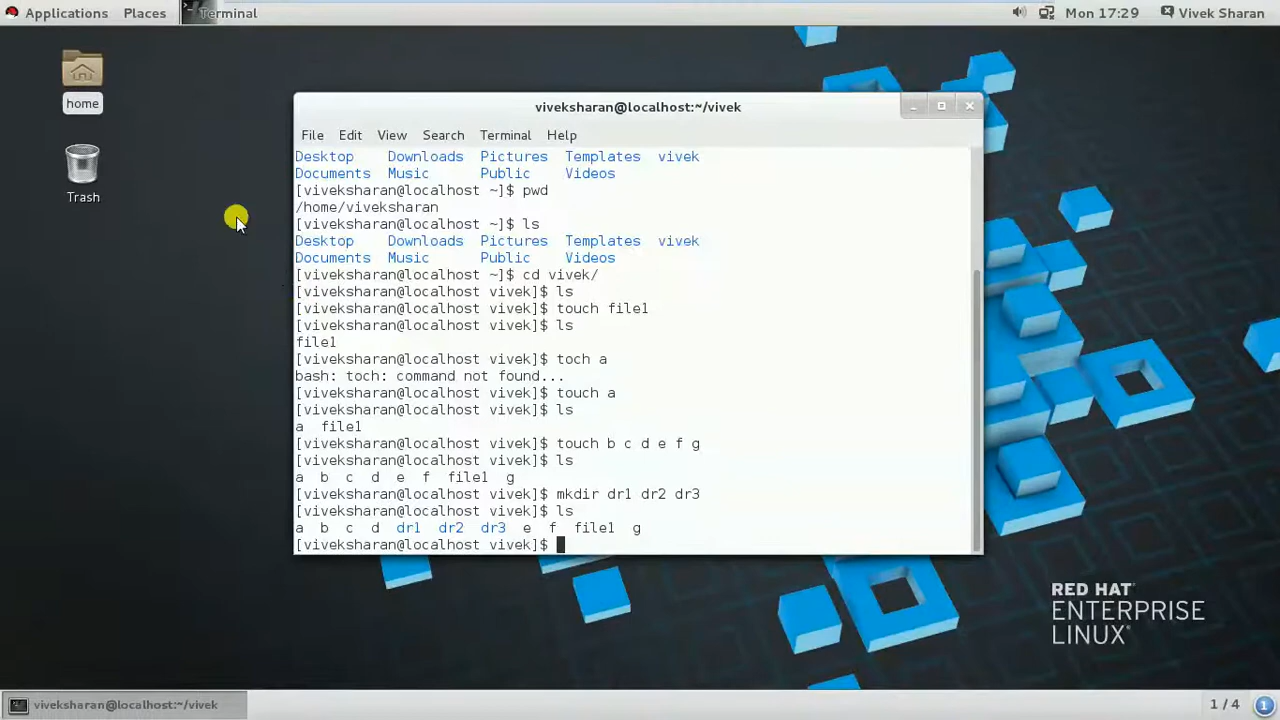 Applications Places Terminal Mon 17:29 Vivek Sharan
home
Trash
viveksharan@localhost:~/vivek
File Edit View Search Terminal Help
Desktop Downloads Pictures Templates vivek
Documents Music Public Videos
[viveksharan@localhost ~]$ pwd
/home/viveksharan
[viveksharan@localhost ~]$ ls
Desktop Downloads Pictures Templates vivek
Documents Music Public Videos
[viveksharan@localhost ~]$ cd vivek/
[viveksharan@localhost vivek]$ ls
[viveksharan@localhost vivek]$ touch file1
[viveksharan@localhost vivek]$ ls
file1
[viveksharan@localhost vivek]$ toch a
bash: toch: command not found...
[viveksharan@localhost vivek]$ touch a
[viveksharan@localhost vivek]$ ls
a file1
[viveksharan@localhost vivek]$ touch b c d e f g
[viveksharan@localhost vivek]$ ls
a b c d e f file1 g
[viveksharan@localhost vivek]$ mkdir dr1 dr2 dr3
[viveksharan@localhost vivek]$ ls
a b c d dr1 dr2 dr3 e f file1 g
[viveksharan@localhost vivek]$
RED HAT
ENTERPRISE
LINUX®
viveksharan@localhost:~/vivek 1 / 4 1